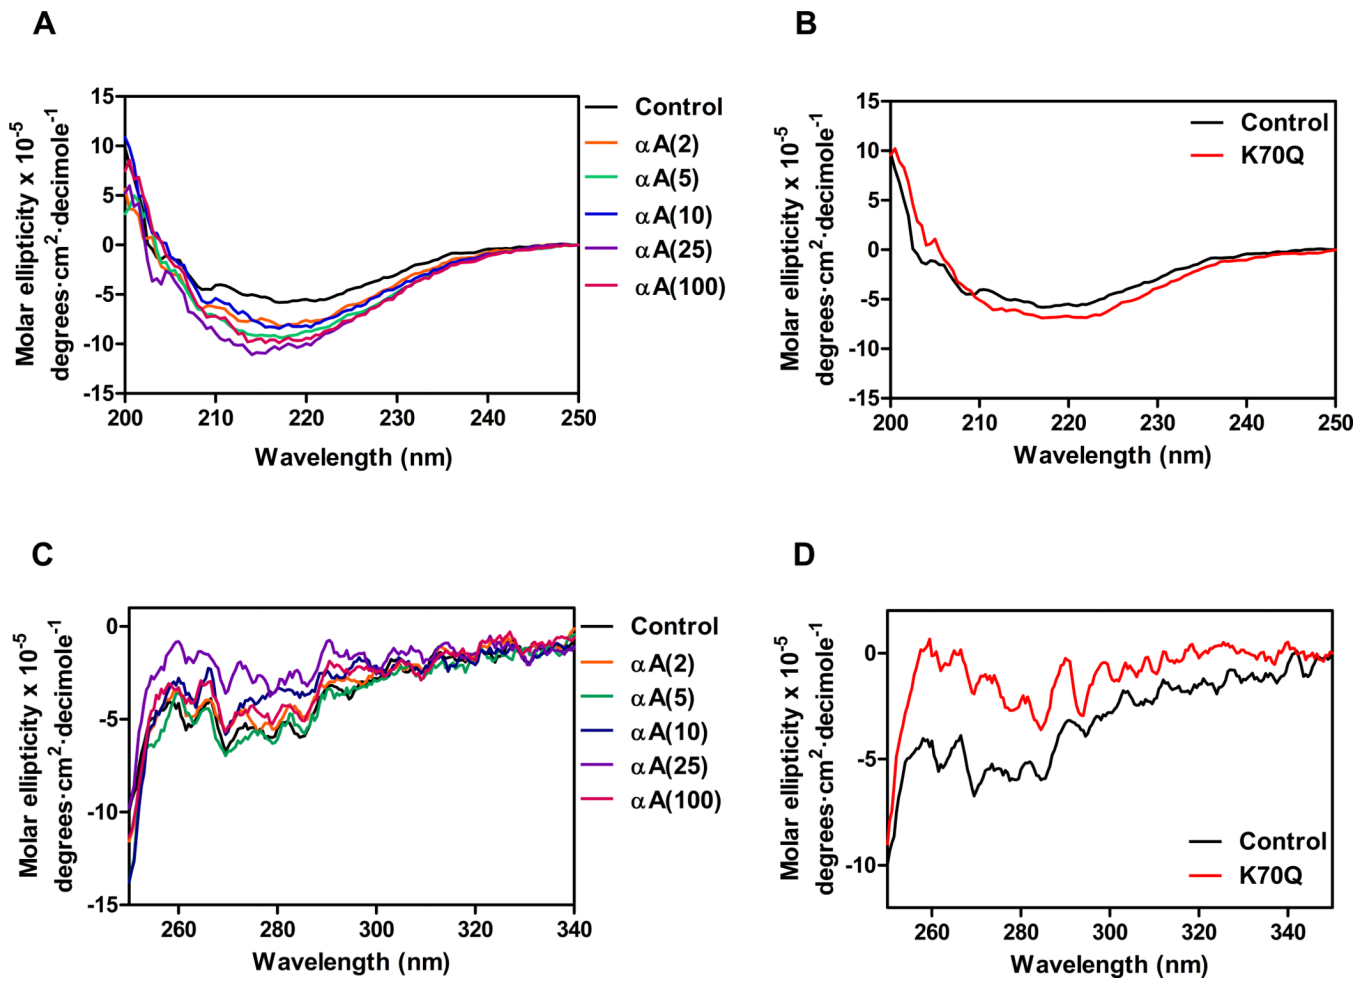 A
Molar ellipticity x 10⁻⁵
degrees·cm²·decimole⁻¹
15
10
5
0
-5
-10
-15
200
210
220
230
240
250
Wavelength (nm)
Control
αA(2)
αA(5)
αA(10)
αA(25)
αA(100)
B
Molar ellipticity x 10⁻⁵
degrees·cm²·decimole⁻¹
15
10
5
0
-5
-10
-15
200
210
220
230
240
250
Wavelength (nm)
Control
K70Q
C
Molar ellipticity x 10⁻⁵
degrees·cm²·decimole⁻¹
0
-5
-10
-15
260
280
300
320
340
Wavelength (nm)
Control
αA(2)
αA(5)
αA(10)
αA(25)
αA(100)
D
Molar ellipticity x 10⁻⁵
degrees·cm²·decimole⁻¹
0
-5
-10
260
280
300
320
340
Wavelength (nm)
Control
K70Q